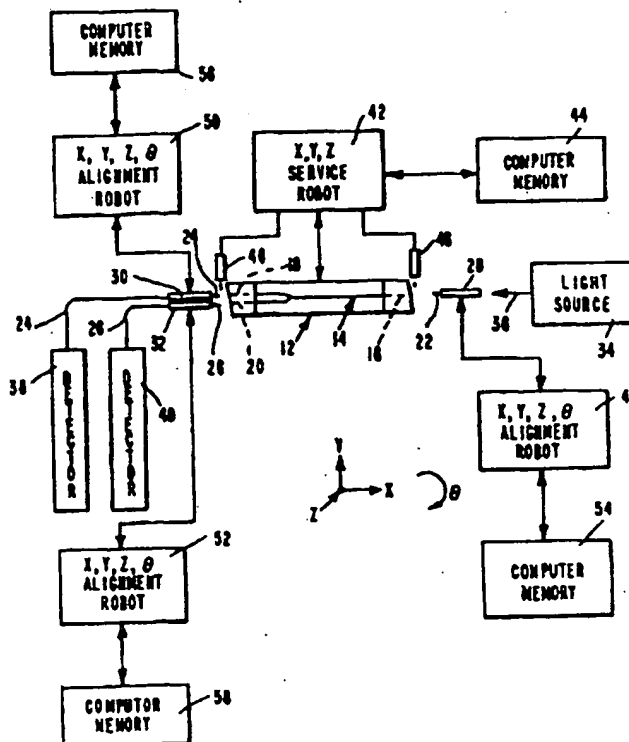 COMPUTER
MEMORY
56
50
X, Y, Z, θ
ALIGNMENT
ROBOT
42
X,Y,Z
SERVICE
ROBOT
44
COMPUTER
MEMORY
46
24
18
30
28
LIGHT
SOURCE
34
36
22
24
26
32
26
20
12
14
16
38
DETECTOR
40
DETECTOR
X, Y, Z, θ
ALIGNMENT
ROBOT
Y
X
Z
θ
52
X,Y,Z, θ
ALIGNMENT
ROBOT
54
COMPUTER
MEMORY
58
COMPUTOR
MEMORY